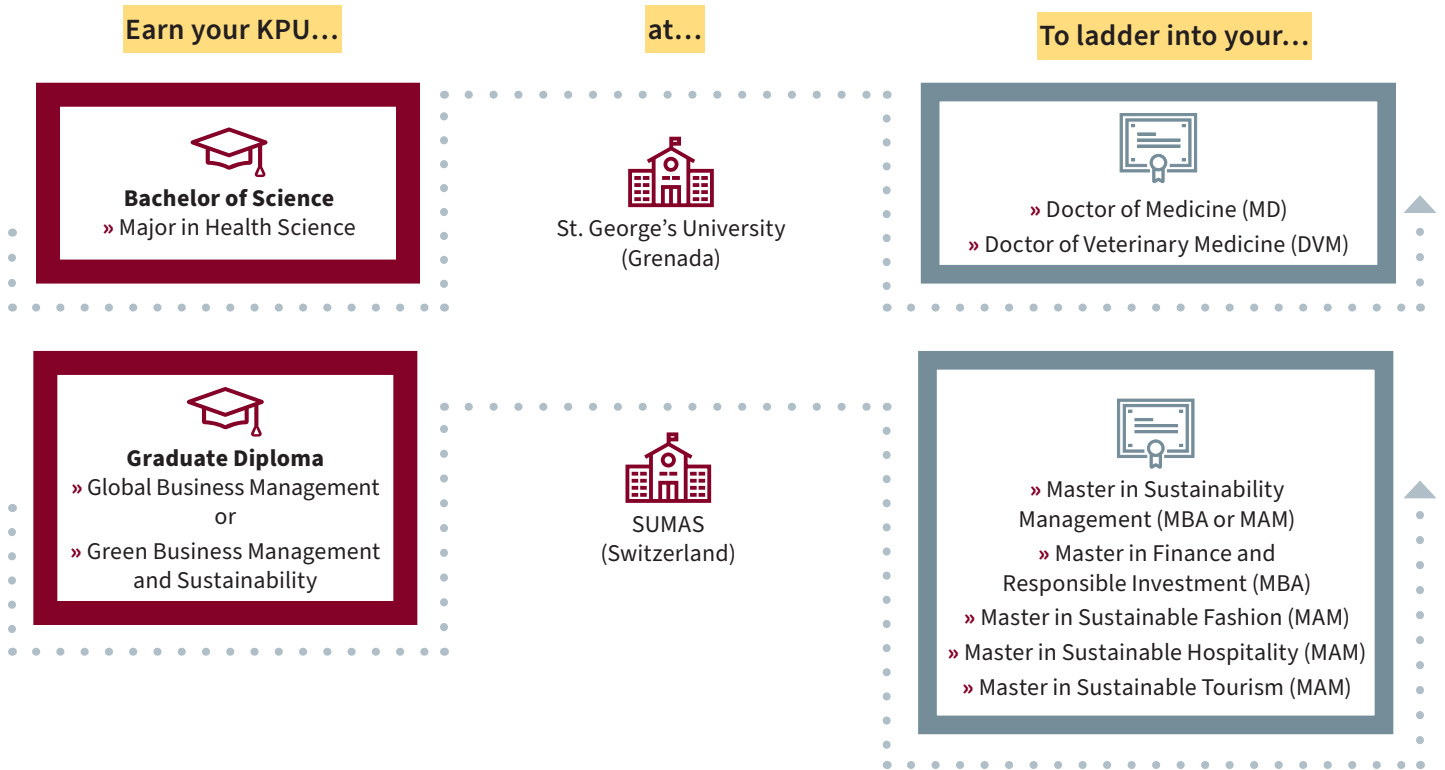 Earn your KPU…
at…
To ladder into your…
Bachelor of Science
» Major in Health Science
St. George’s University
(Grenada)
» Doctor of Medicine (MD)
» Doctor of Veterinary Medicine (DVM)
Graduate Diploma
» Global Business Management
or
» Green Business Management
and Sustainability
SUMAS
(Switzerland)
» Master in Sustainability
Management (MBA or MAM)
» Master in Finance and
Responsible Investment (MBA)
» Master in Sustainable Fashion (MAM)
» Master in Sustainable Hospitality (MAM)
» Master in Sustainable Tourism (MAM)